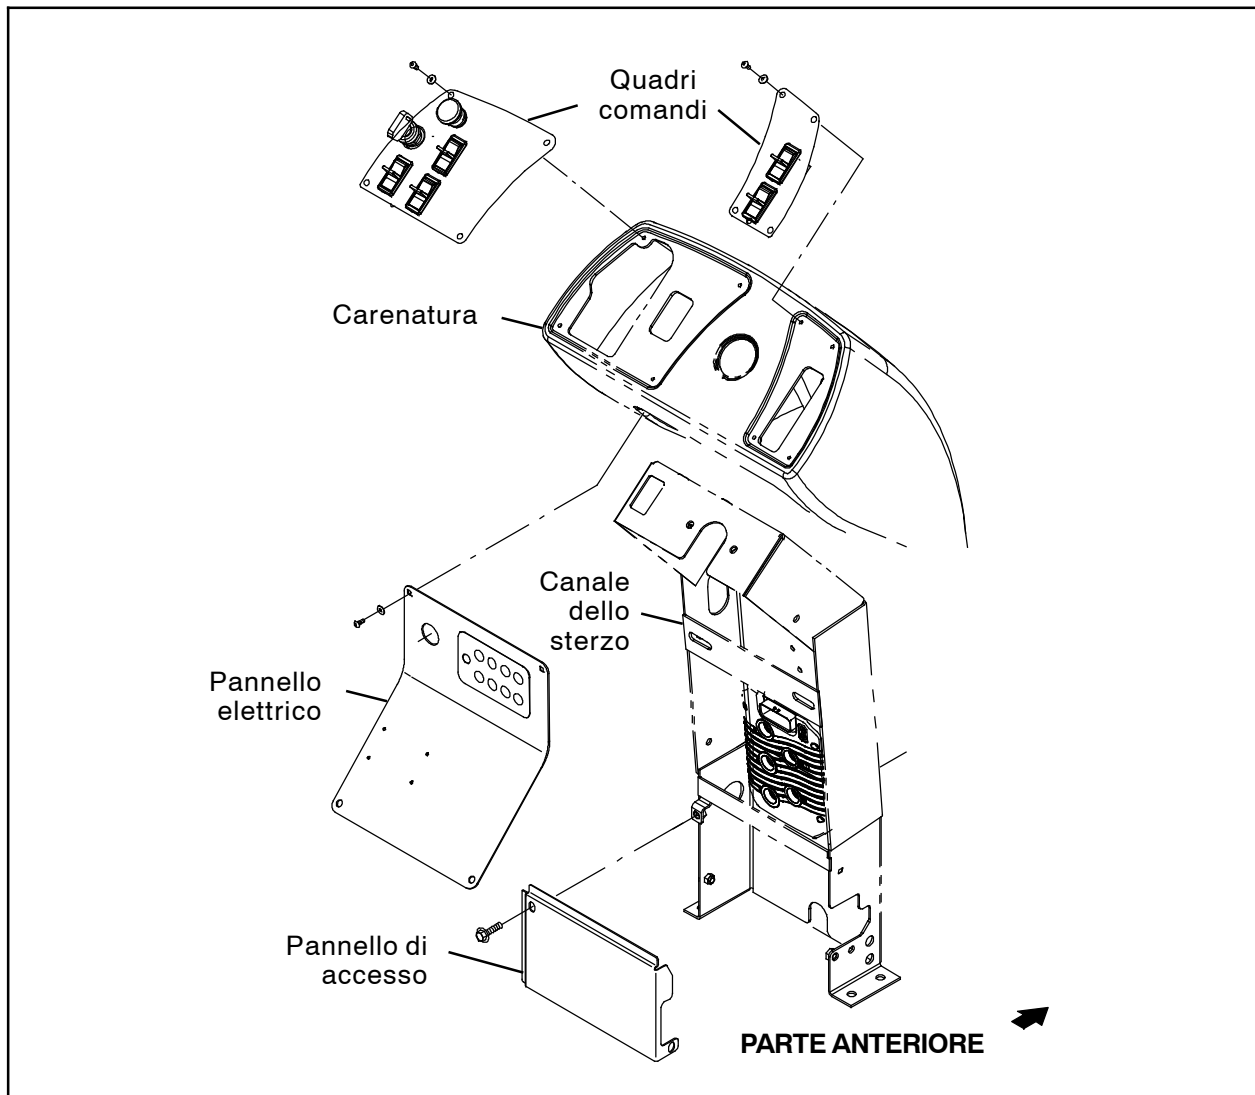 Quadri
comandi
Carenatura
Canale
dello
sterzo
Pannello
elettrico
Pannello di
accesso
PARTE ANTERIORE